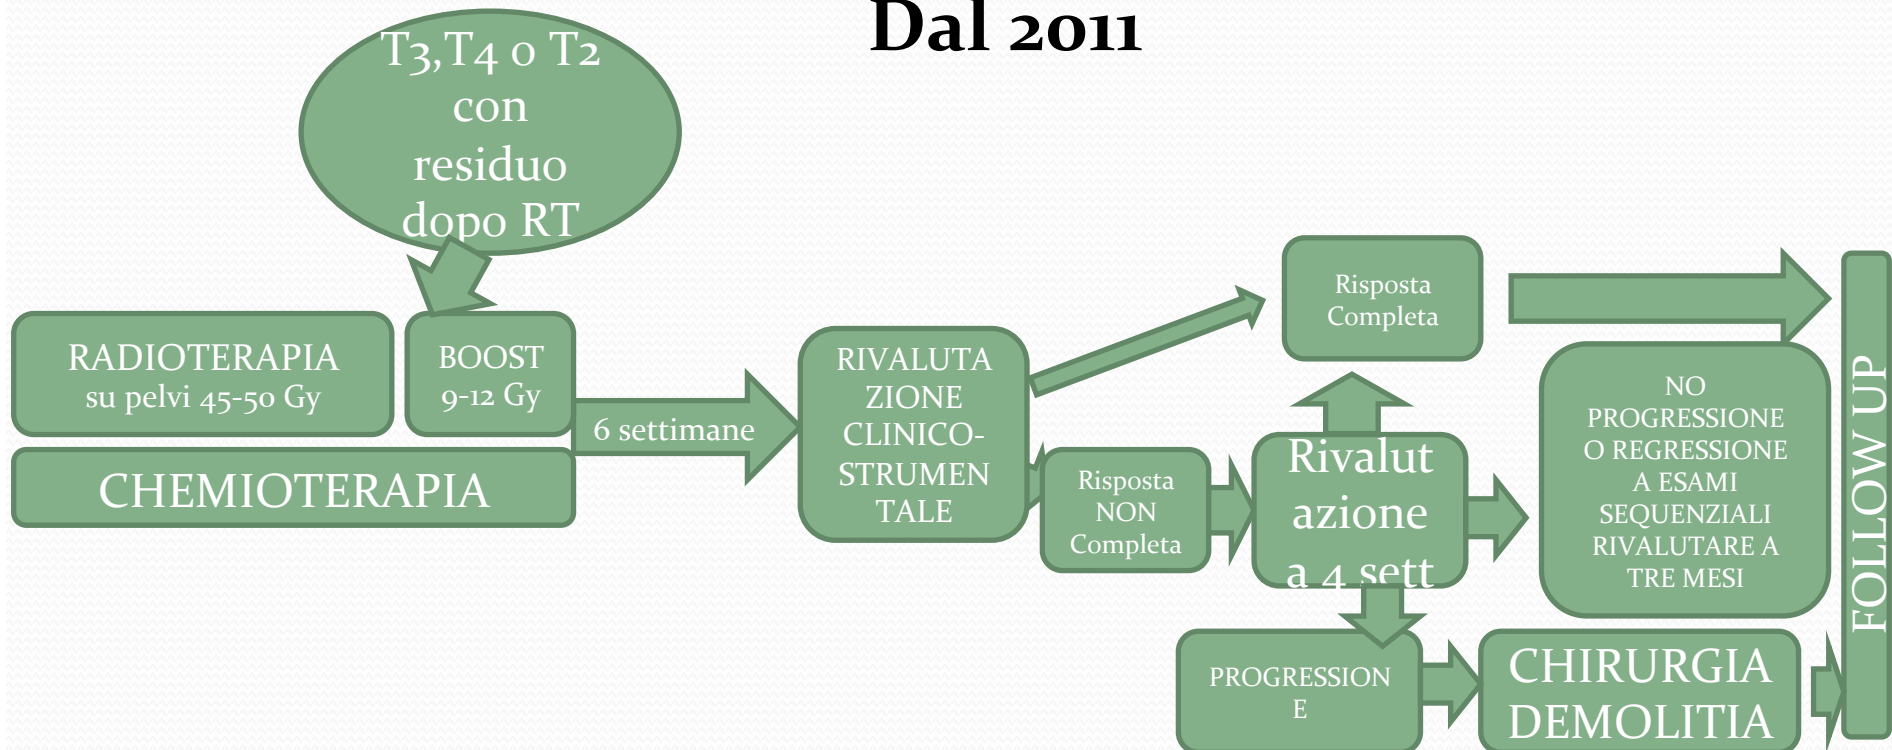 Dal 2011
T3,T4 o T2
con
residuo
dopo RT
RADIOTERAPIA
su pelvi 45-50 Gy
BOOST
9-12 Gy
CHEMIOTERAPIA
6 settimane
RIVALUTA
ZIONE
CLINICO-
STRUMEN
TALE
Risposta
Completa
Risposta
NON
Completa
Rivalut
azione
a 4 sett
NO
PROGRESSIONE
O REGRESSIONE
A ESAMI
SEQUENZIALI
RIVALUTARE A
TRE MESI
PROGRESSION
E
CHIRURGIA
DEMOLITIA
FOLLOW UP